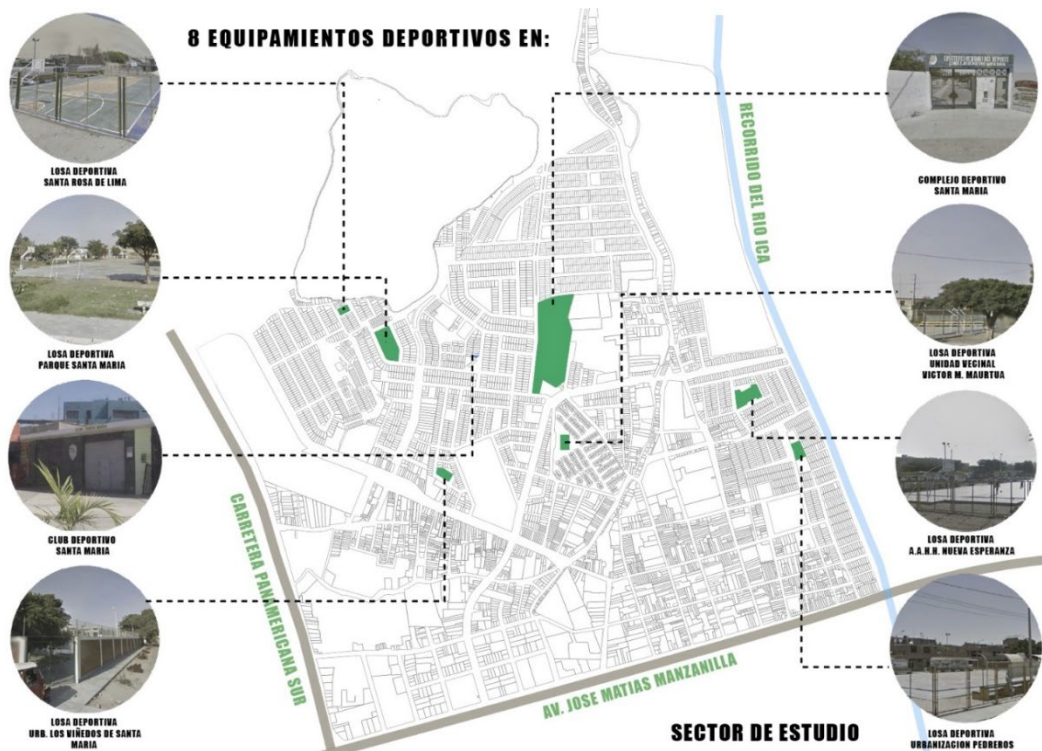 8 EQUIPAMIENTOS DEPORTIVOS EN:
LOSA DEPORTIVA
SANTA ROSA DE LIMA
LOSA DEPORTIVA
PARQUE SANTA MARIA
CLUB DEPORTIVO
SANTA MARIA
LOSA DEPORTIVA
URB. LOS VIÑEDOS DE SANTA
MARIA
CARRETERA PANAMERICANA SUR
AV. JOSE MATIAS MANZANILLA
RECORRIDO DEL RIO ICA
COMPLEJO DEPORTIVO
SANTA MARIA
LOSA DEPORTIVA
UNIDAD VECINAL
VICTOR M. MAURTUA
LOSA DEPORTIVA
A.A.H.H. NUEVA ESPERANZA
LOSA DEPORTIVA
URBANIZACION PEDREROS
SECTOR DE ESTUDIO